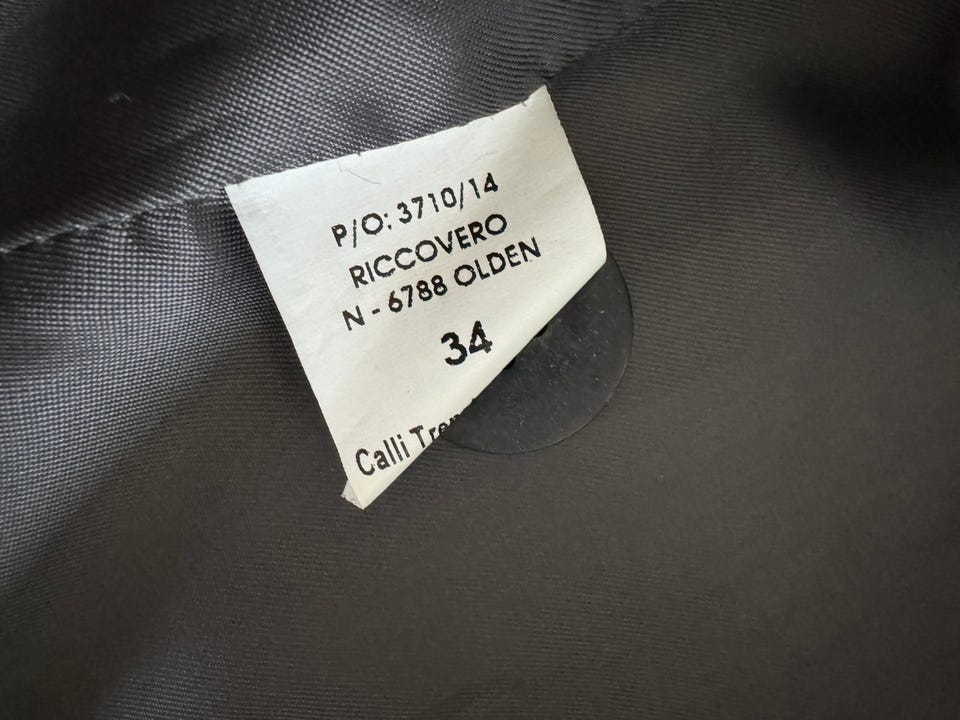 P/O: 3710/14
RICCOVERO
N - 6788 OLDEN
34
Calli